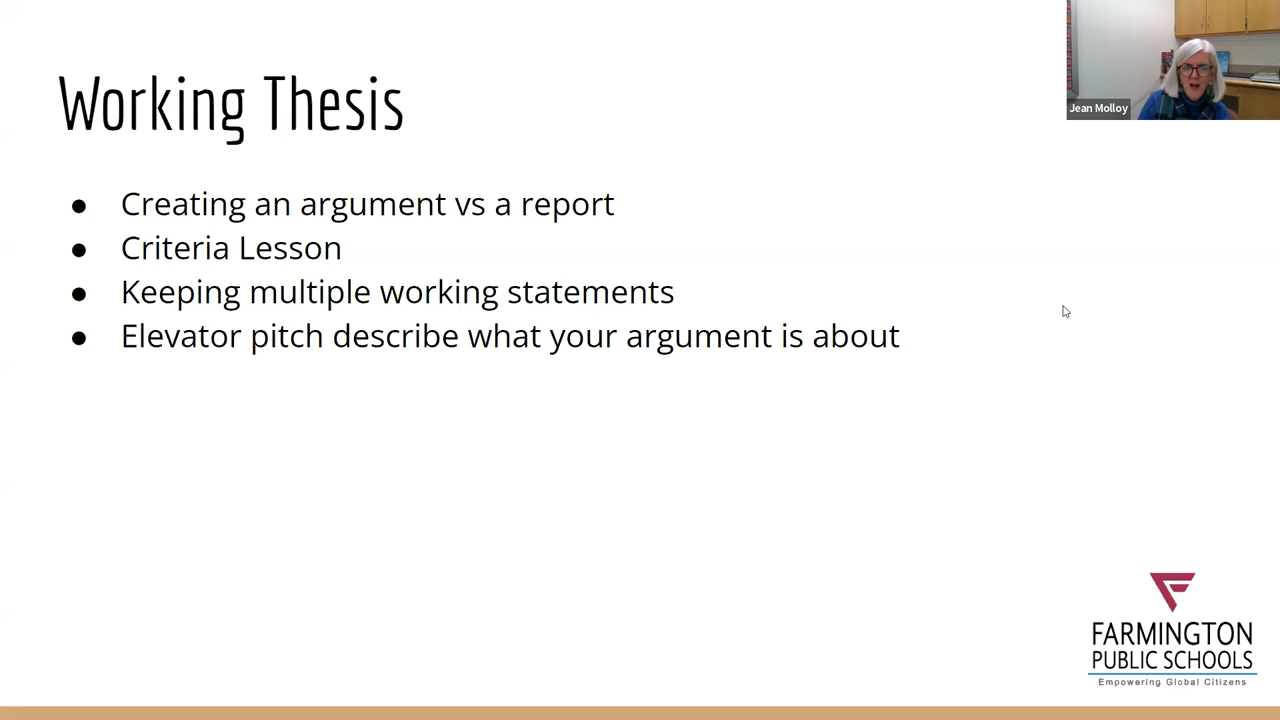 Working Thesis
Jean Molloy
● Creating an argument vs a report
● Criteria Lesson
● Keeping multiple working statements
● Elevator pitch describe what your argument is about
FARMINGTON
PUBLIC SCHOOLS
Empowering Global Citizens